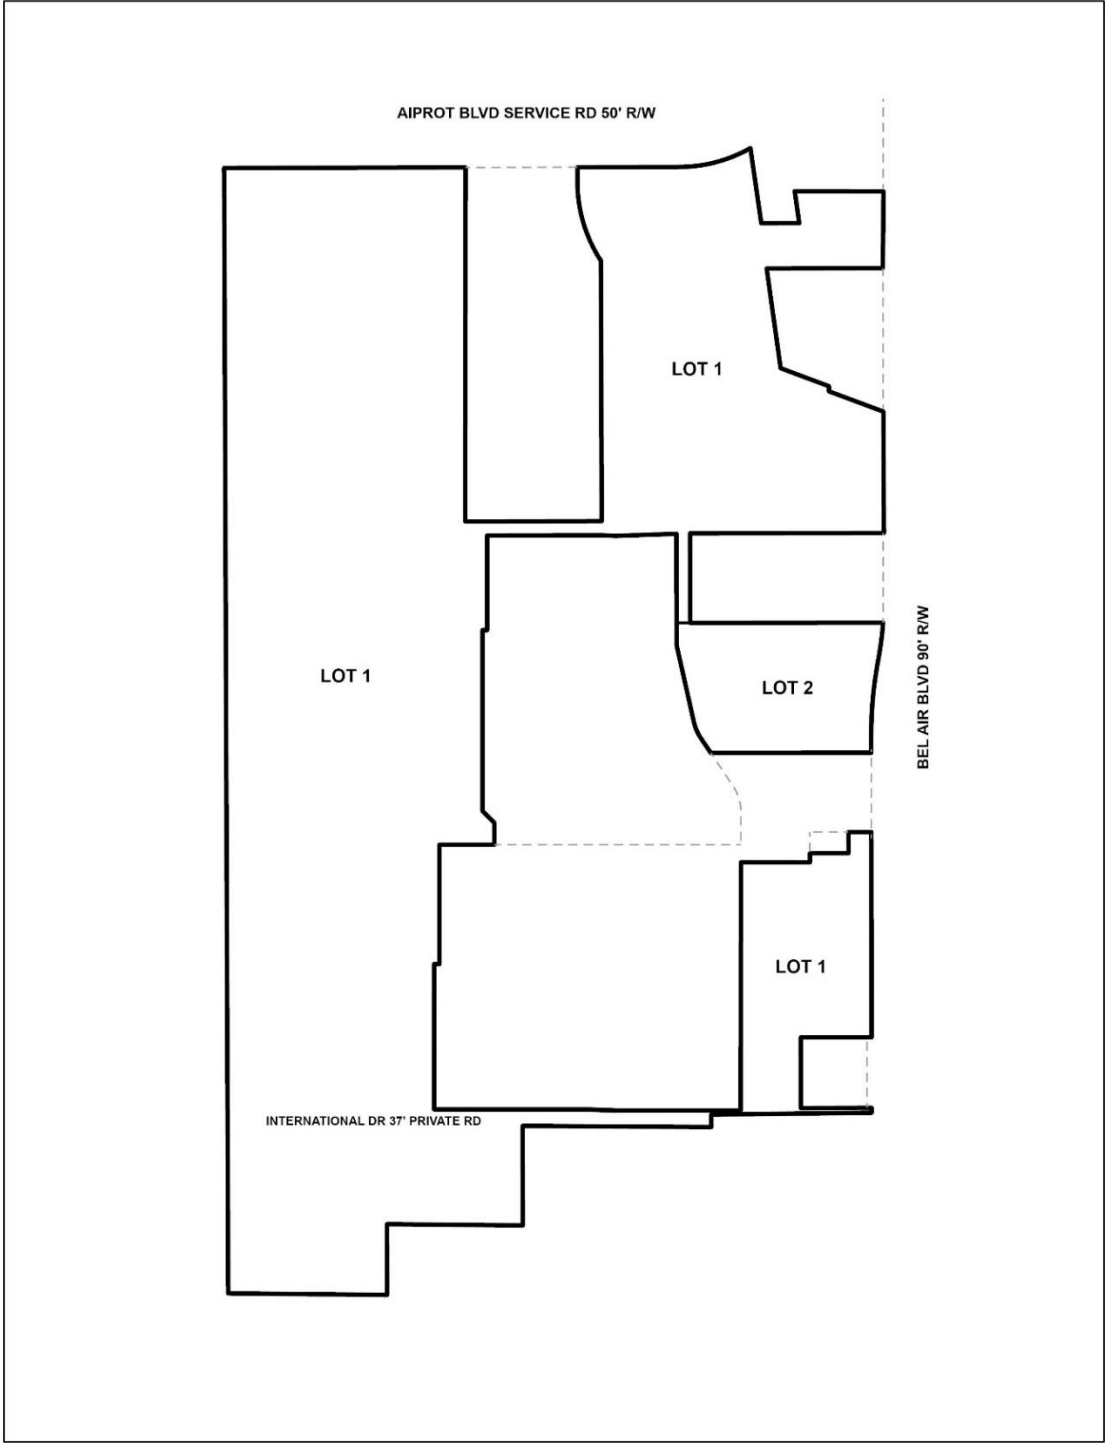 AIPROT BLVD SERVICE RD 50' R/W
LOT 1
LOT 1
LOT 2
BEL AIR BLVD 90' R/W
LOT 1
INTERNATIONAL DR 37' PRIVATE RD